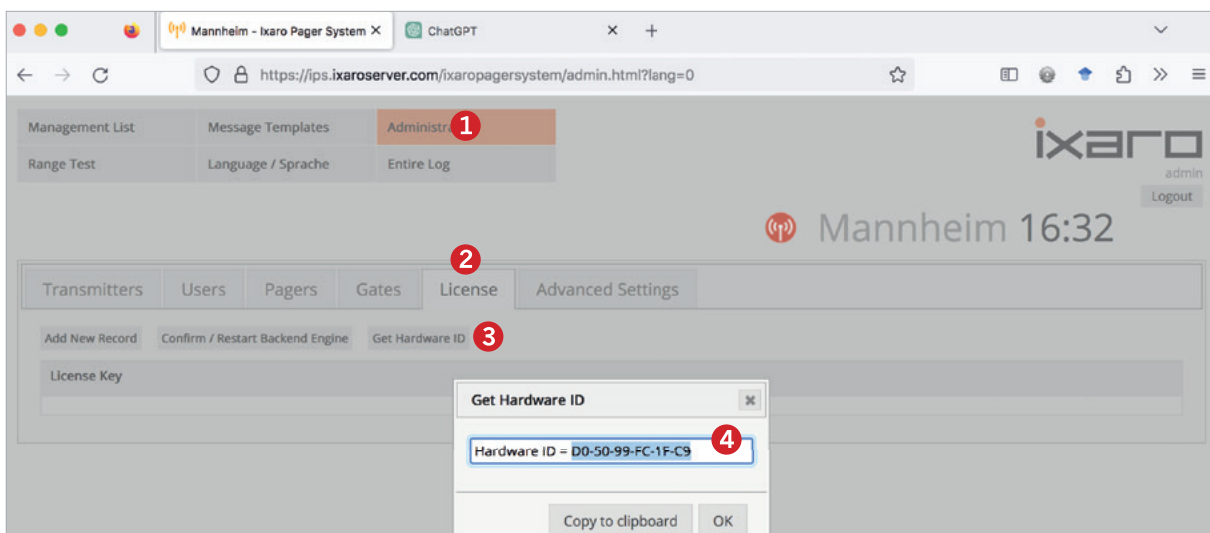 Mannheim - Ixaro Pager System
ChatGPT
https://ips.ixaroserver.com/ixaropagersystem/admin.html?lang=0
Management List Message Templates 1
Range Test Language / Sprache Entire Log
ixaro
admin
Logout
Mannheim 16:32
2
Transmitters Users Pagers Gates License Advanced Settings
Add New Record Confirm / Restart Backend Engine Get Hardware ID 3
License Key
Get Hardware ID
Hardware ID = D0-50-99-FC-1F-C9 4
Copy to clipboard OK